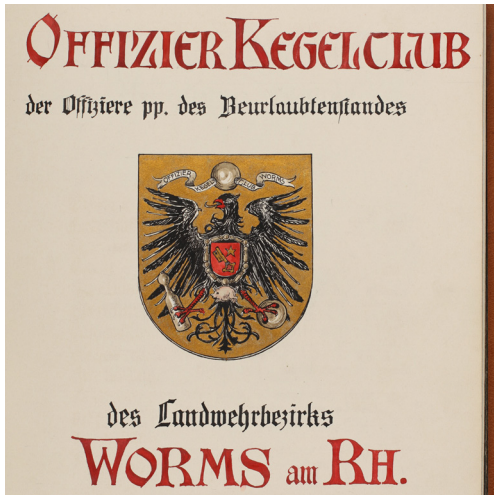 OFFIZIER KEGELCLUB
der Offiziere pp. des Beurlaubtenstandes
OFFIZIER KEGEL CLUB WORMS
des Landwehrbezirks
WORMS am RH.